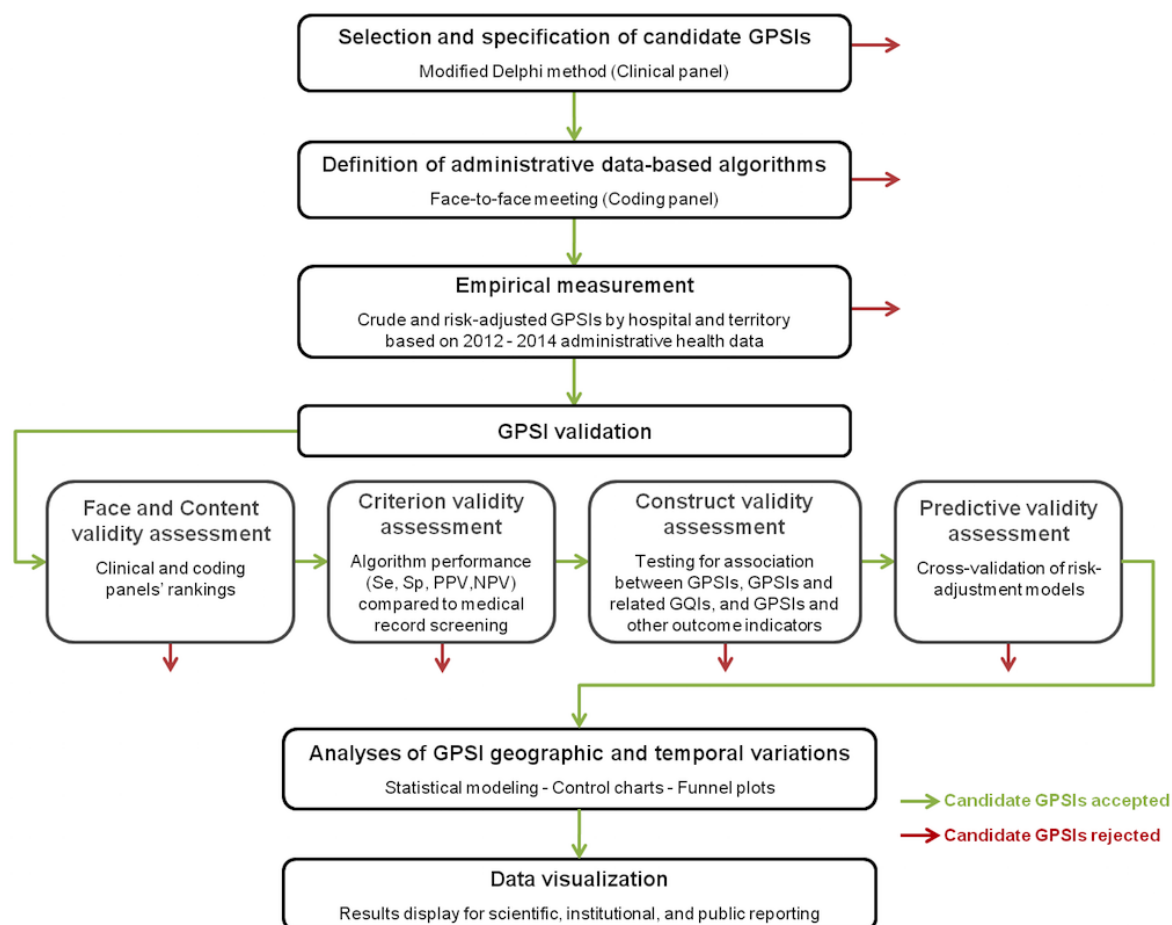 Selection and specification of candidate GPSIs
Modified Delphi method (Clinical panel)
Definition of administrative data-based algorithms
Face-to-face meeting (Coding panel)
Empirical measurement
Crude and risk-adjusted GPSIs by hospital and territory
based on 2012 - 2014 administrative health data
GPSI validation
Face and Content
validity assessment
Clinical and coding
panels' rankings
Criterion validity
assessment
Algorithm performance
(Se, Sp, PPV,NPV)
compared to medical
record screening
Construct validity
assessment
Testing for association
between GPSIs, GPSIs and
related GQIs, and GPSIs and
other outcome indicators
Predictive validity
assessment
Cross-validation of risk-
adjustment models
Analyses of GPSI geographic and temporal variations
Statistical modeling - Control charts - Funnel plots
Candidate GPSIs accepted
Candidate GPSIs rejected
Data visualization
Results display for scientific, institutional, and public reporting